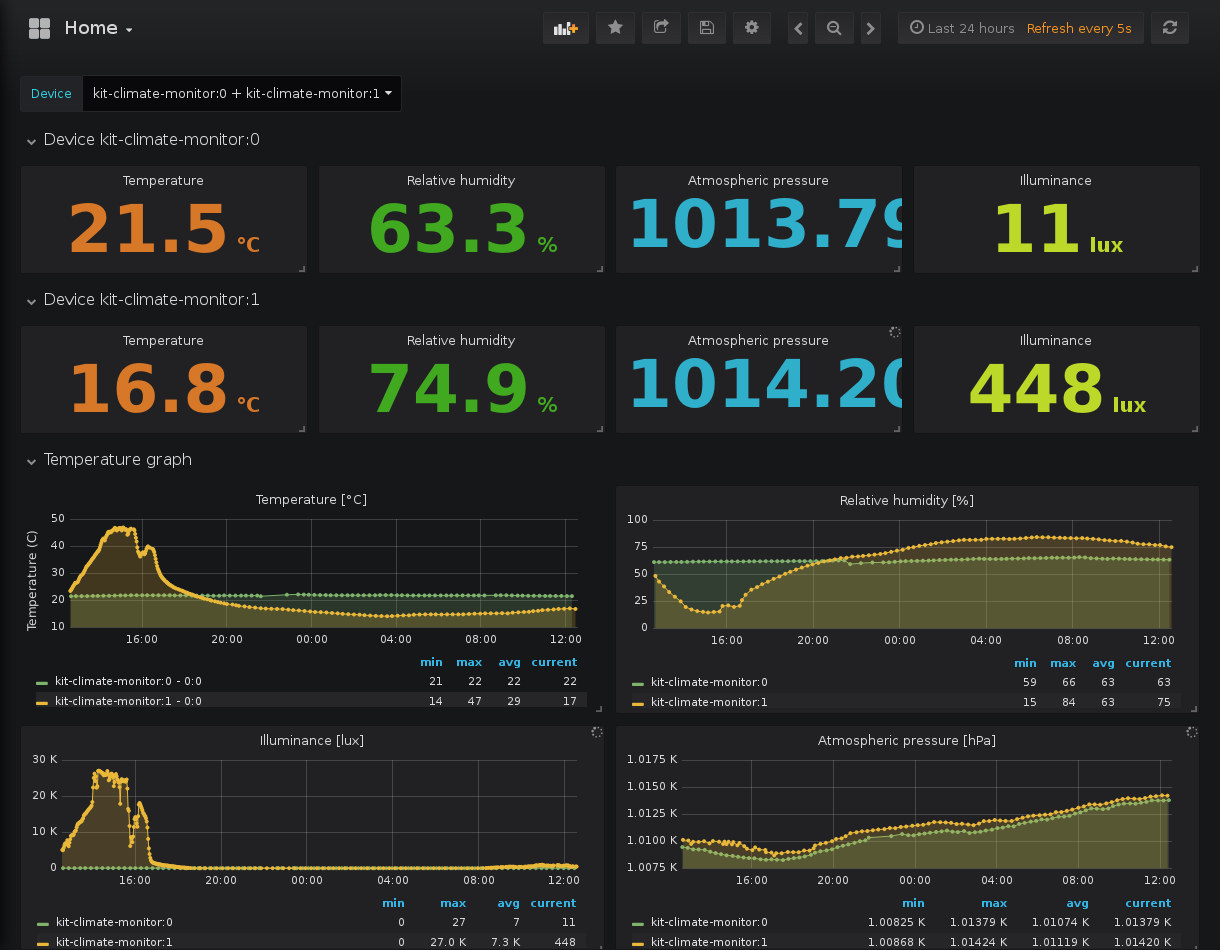 Home
Last 24 hours Refresh every 5s
Device kit-climate-monitor:0 + kit-climate-monitor:1
Device kit-climate-monitor:0
Temperature Relative humidity Atmospheric pressure Illuminance
21.5 °C 63.3 % 1013.79 11 lux
Device kit-climate-monitor:1
Temperature Relative humidity Atmospheric pressure Illuminance
16.8 °C 74.9 % 1014.20 448 lux
Temperature graph
Temperature [°C]
Temperature (C)
50
40
30
20
10
16:00 20:00 00:00 04:00 08:00 12:00
min max avg current
kit-climate-monitor:0 - 0:0 21 22 22 22
kit-climate-monitor:1 - 0:0 14 47 29 17
Relative humidity [%]
100
75
50
25
0
16:00 20:00 00:00 04:00 08:00 12:00
min max avg current
kit-climate-monitor:0 59 66 63 63
kit-climate-monitor:1 15 84 63 75
Illuminance [lux]
30 K
20 K
10 K
0
16:00 20:00 00:00 04:00 08:00 12:00
min max avg current
kit-climate-monitor:0 0 27 7 11
kit-climate-monitor:1 0 27.0 K 7.3 K 448
Atmospheric pressure [hPa]
1.0175 K
1.0150 K
1.0125 K
1.0100 K
1.0075 K
16:00 20:00 00:00 04:00 08:00 12:00
min max avg current
kit-climate-monitor:0 1.00825 K 1.01379 K 1.01074 K 1.01379 K
kit-climate-monitor:1 1.00868 K 1.01424 K 1.01119 K 1.01420 K